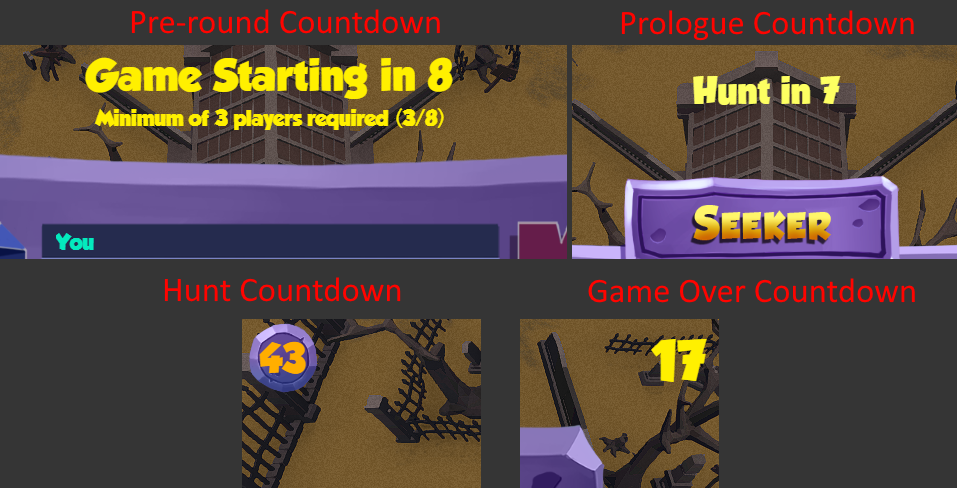 Pre-round Countdown
Prologue Countdown
Game Starting in 8
Minimum of 3 players required (3/8)
You
Hunt in 7
SEEKER
Hunt Countdown
Game Over Countdown
43
17